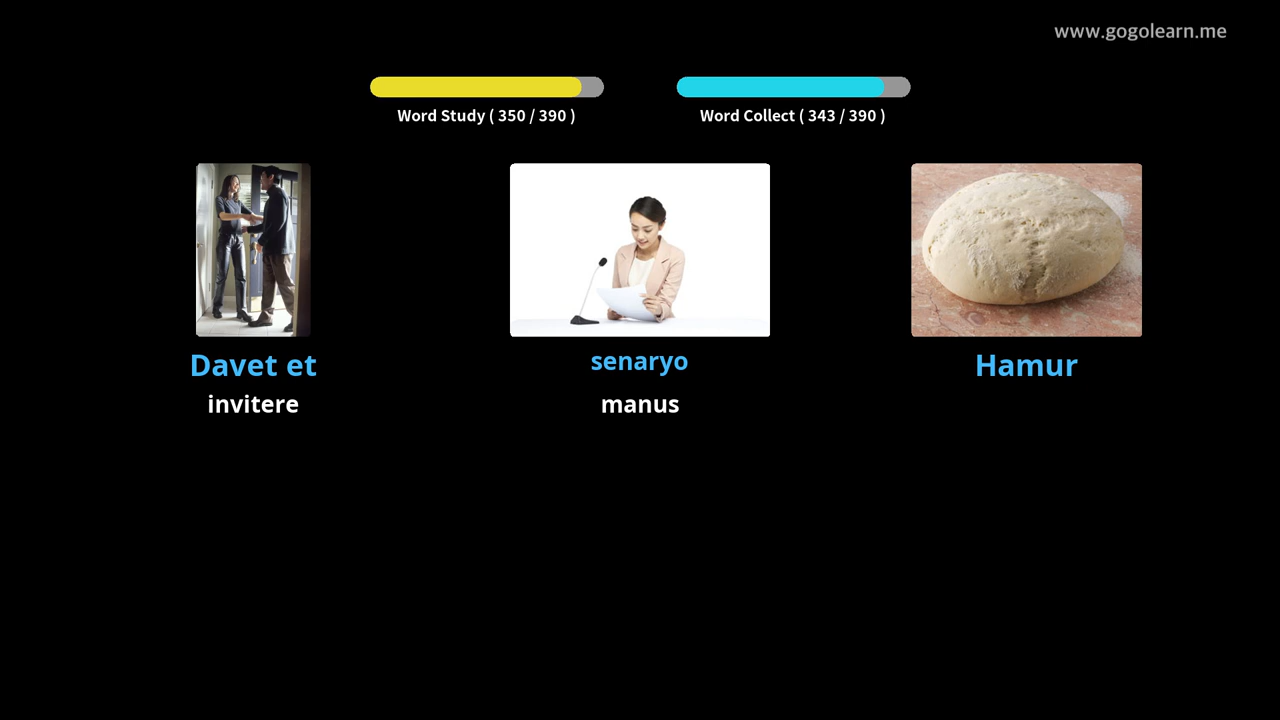 www.gogolearn.me
Word Study ( 350 / 390 )
Word Collect ( 343 / 390 )
Davet et
invitere
senaryo
manus
Hamur